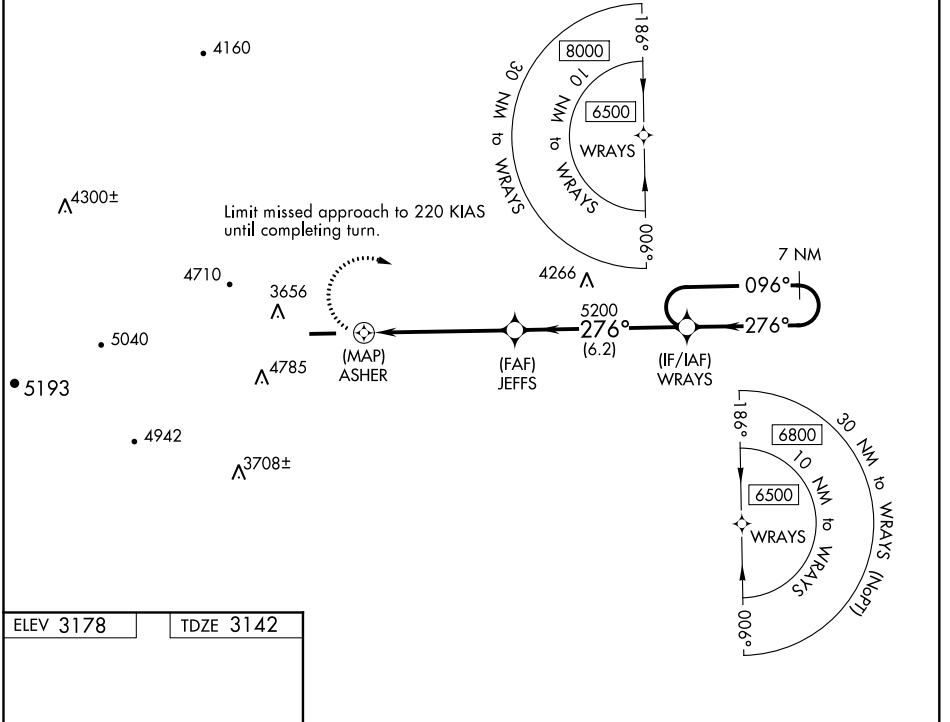 4160
186°
8000
30 NM to WRAYS
10 NM to WRAYS
6500
WRAYS
006°
4300±
Limit missed approach to 220 KIAS
until completing turn.
7 NM
4710
3656
4266
096°
5200
276°
(6.2)
276°
5040
(MAP)
ASHER
(FAF)
JEFFS
(IF/IAF)
WRAYS
4785
5193
4942
3708±
186°
6800
30 NM to WRAYS (NoPT)
10 NM to WRAYS
6500
WRAYS
006°
ELEV 3178
TDZE 3142